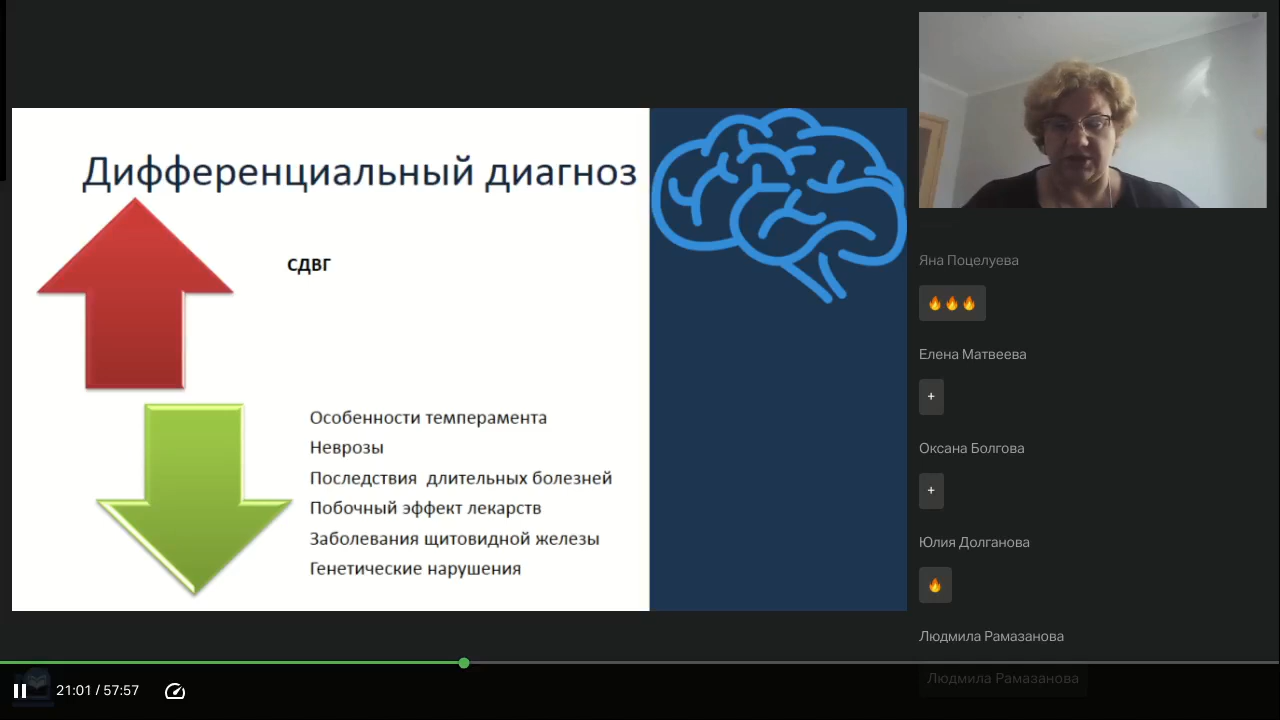 Дифференциальный диагноз
СДВГ
Особенности темперамента
Неврозы
Последствия длительных болезней
Побочный эффект лекарств
Заболевания щитовидной железы
Генетические нарушения
Яна Поцелуева
🔥🔥🔥
Елена Матвеева
+
Оксана Болгова
+
Юлия Долганова
🔥
Людмила Рамазанова
Людмила Рамазанова
21:01 / 57:57